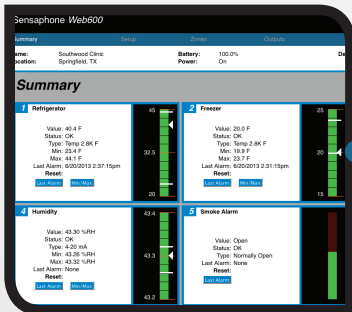 Sensaphone Web600
Summary Setup Zones Outputs
Name: Southwood Clinic Battery: 100.0% De
Location: Springfield, TX Power: On
Summary
1 Refrigerator
Value: 40.4 F
Status: OK
Type: Temp 2.8K F
Min: 23.4 F
Max: 44.1 F
Last Alarm: 6/20/2013 2:37:15pm
Reset:
Last Alarm Min/Max
45
32.5
20
2 Freezer
Value: 20.0 F
Status: OK
Type: Temp 2.8K F
Min: 19.9 F
Max: 23.7 F
Last Alarm: 6/20/2013 2:31:15pm
Reset:
Last Alarm Min/Max
25
20
15
4 Humidity
Value: 43.30 %RH
Status: OK
Type: 4-20 mA
Min: 43.26 %RH
Max: 43.32 %RH
Last Alarm: None
Reset:
Last Alarm Min/Max
43.4
43.3
43.2
5 Smoke Alarm
Value: Open
Status: OK
Type: Normally Open
Last Alarm: None
Reset:
Last Alarm